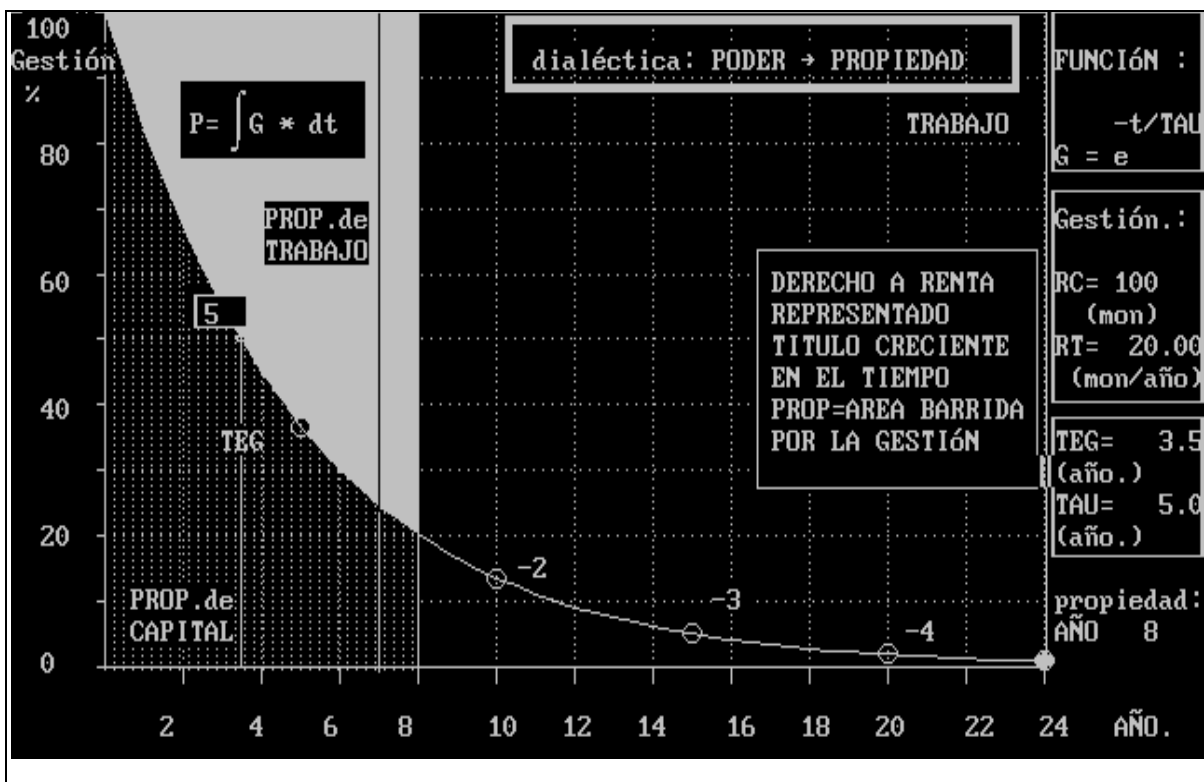 100
Gestión
%
80
60
40
20
0
dialéctica: PODER → PROPIEDAD
P= ∫G * dt
TRABAJO
PROP.de
TRABAJO
5
TEG
PROP.de
CAPITAL
DERECHO A RENTA
REPRESENTADO
TITULO CRECIENTE
EN EL TIEMPO
PROP=AREA BARRIDA
POR LA GESTIóN
-2
-3
-4
FUNCIóN :
-t/TAU
G = e
Gestión.:
RC= 100
(mon)
RT= 20.00
(mon/año)
TEG= 3.5
(año.)
TAU= 5.0
(año.)
propiedad:
AÑO 8
2 4 6 8 10 12 14 16 18 20 22 24 AÑO.